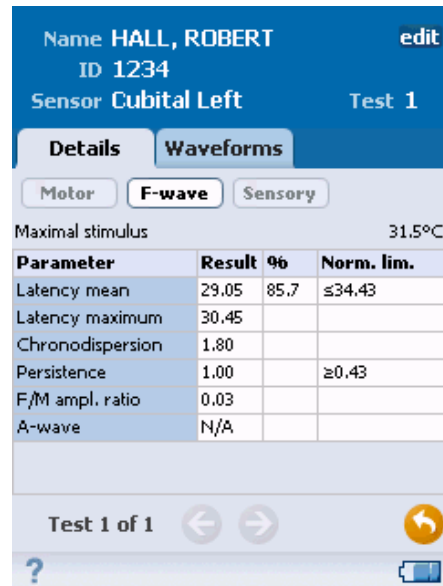 Name HALL, ROBERT edit
ID 1234
Sensor Cubital Left Test 1
Details Waveforms
Motor F-wave Sensory
Maximal stimulus 31.5°C
Parameter Result % Norm. lim.
Latency mean 29.05 85.7 ≤34.43
Latency maximum 30.45
Chronodispersion 1.80
Persistence 1.00 ≥0.43
F/M ampl. ratio 0.03
A-wave N/A
Test 1 of 1
?